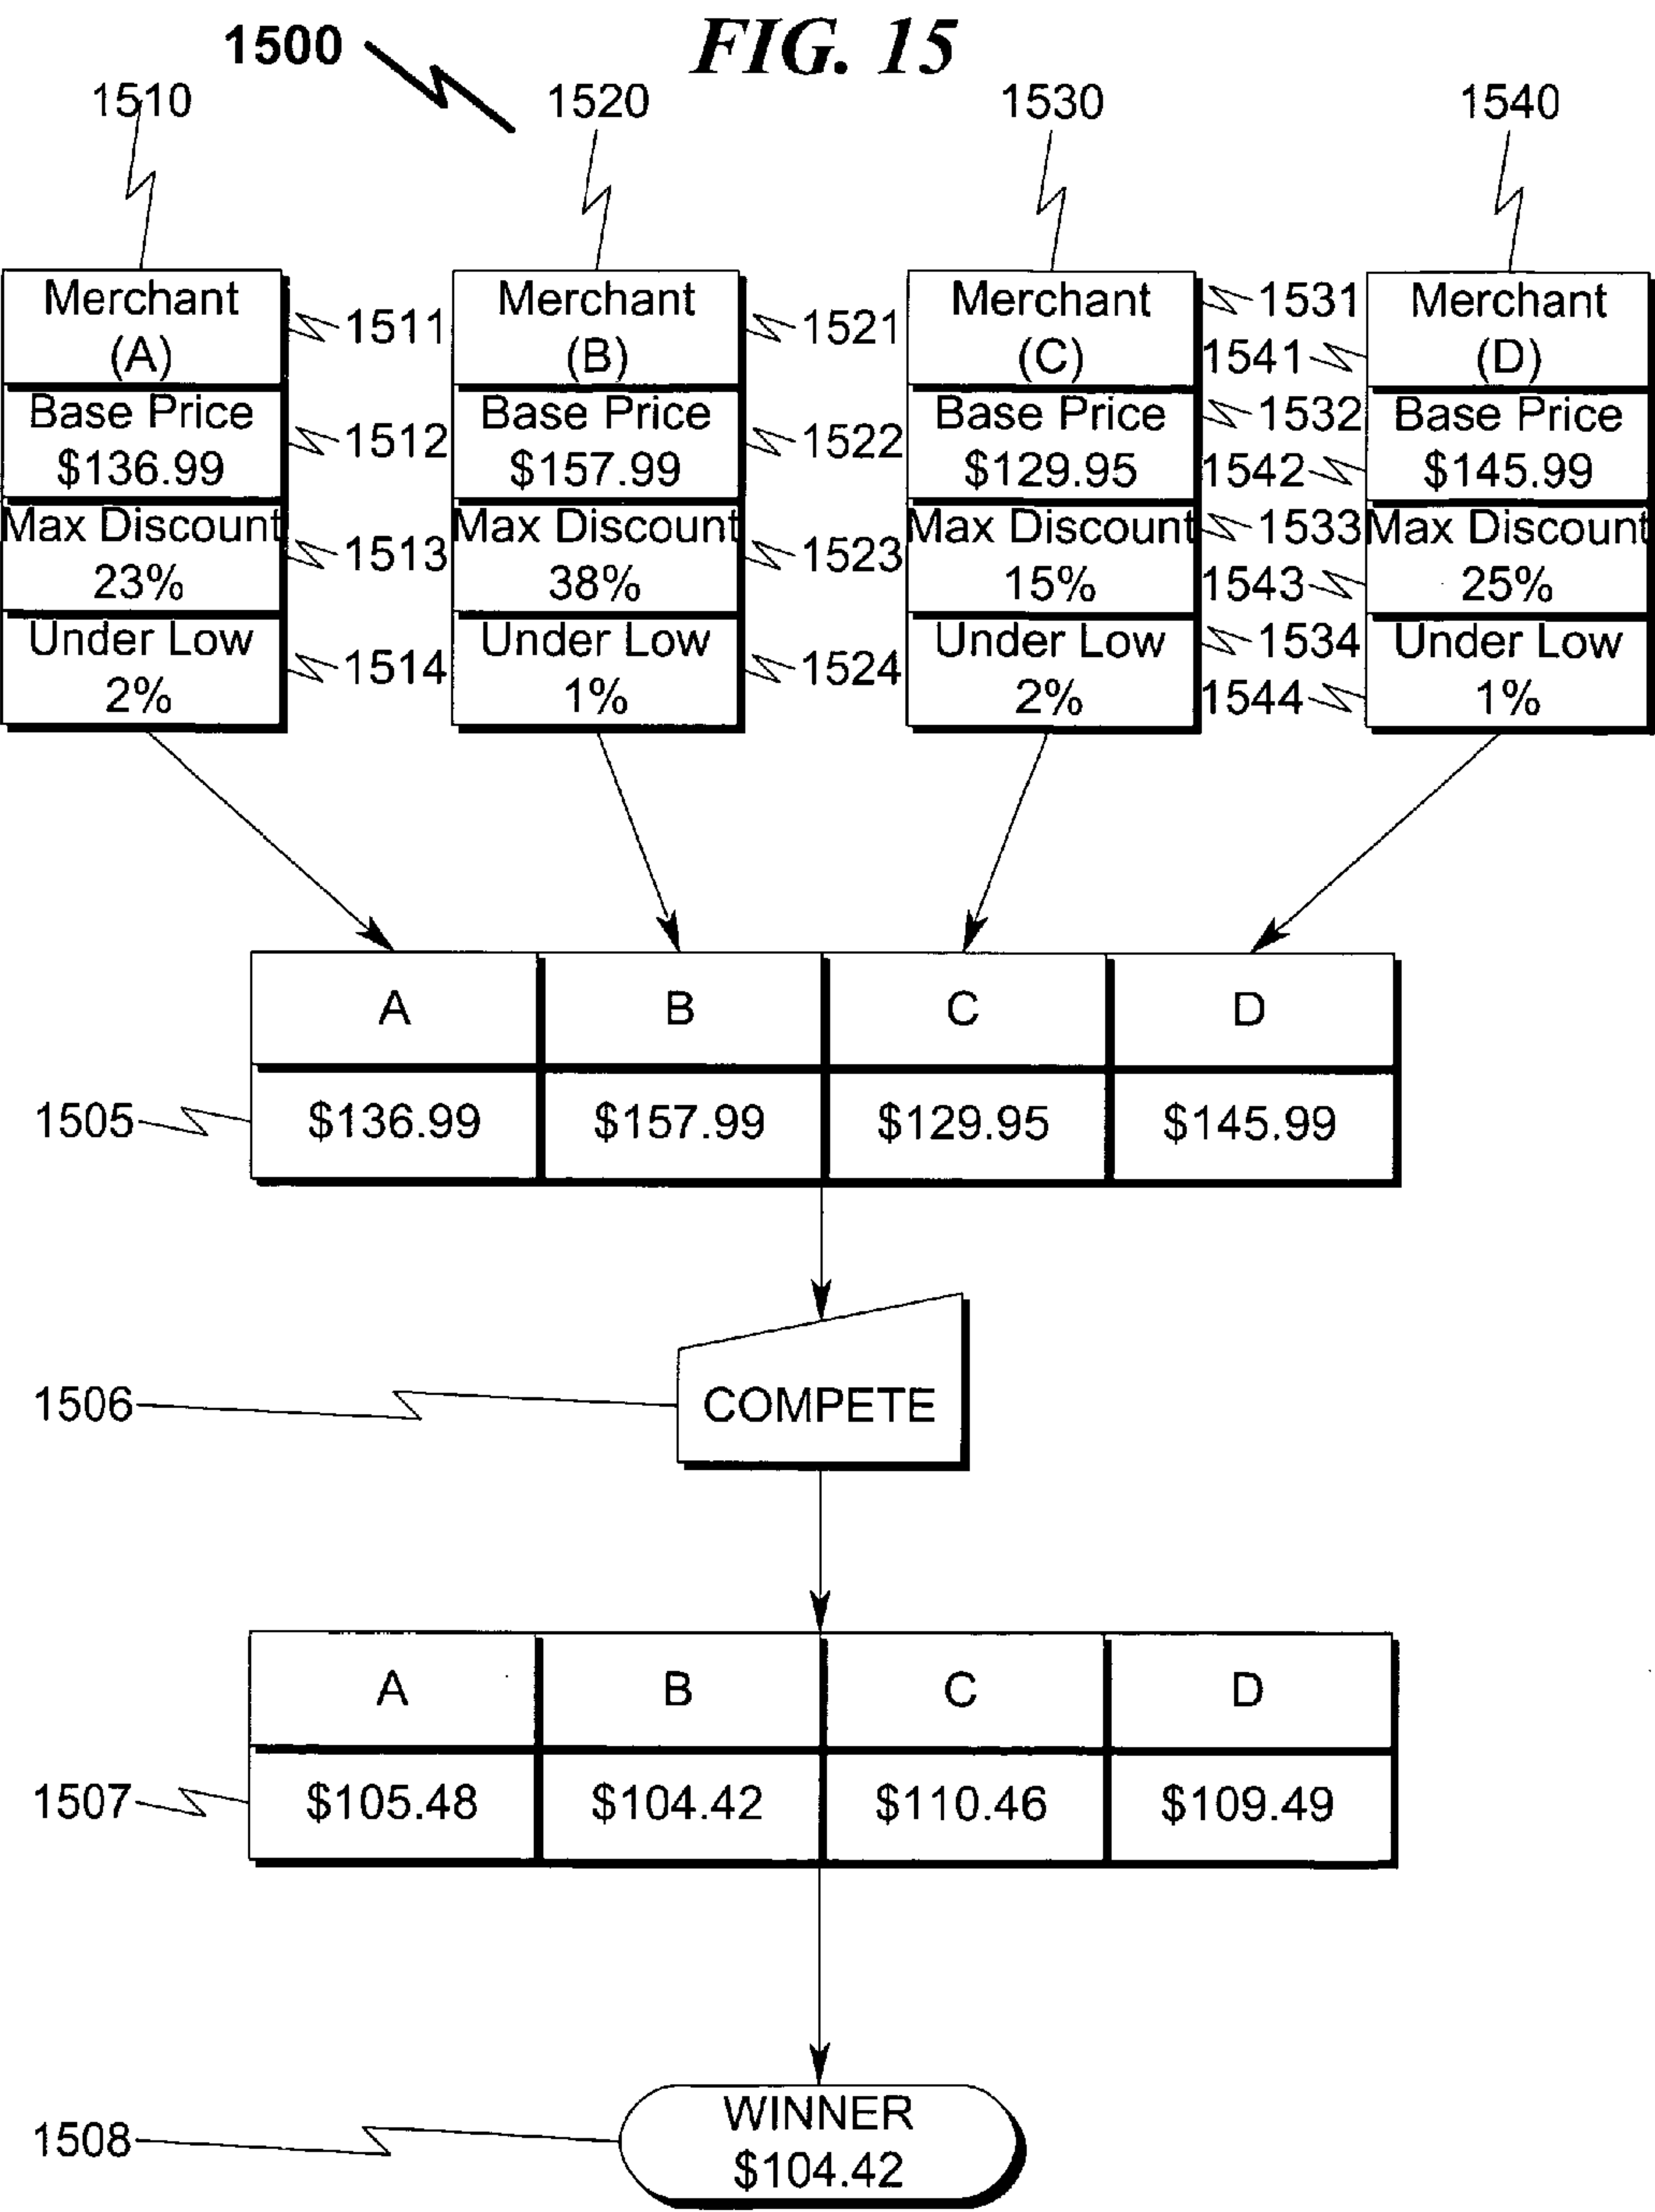 1500
FIG. 15
1510
1520
1530
1540
Merchant
(A)
1511
Base Price
$136.99
1512
Max Discount
23%
1513
Under Low
2%
1514
Merchant
(B)
1521
Base Price
$157.99
1522
Max Discount
38%
1523
Under Low
1%
1524
Merchant
(C)
1531
Base Price
$129.95
1532
Max Discount
15%
1533
Under Low
2%
1534
Merchant
(D)
1541
Base Price
$145.99
1542
Max Discount
25%
1543
Under Low
1%
1544
A B C D
1505 $136.99 $157.99 $129.95 $145.99
1506 COMPETE
A B C D
1507 $105.48 $104.42 $110.46 $109.49
WINNER
1508
$104.42